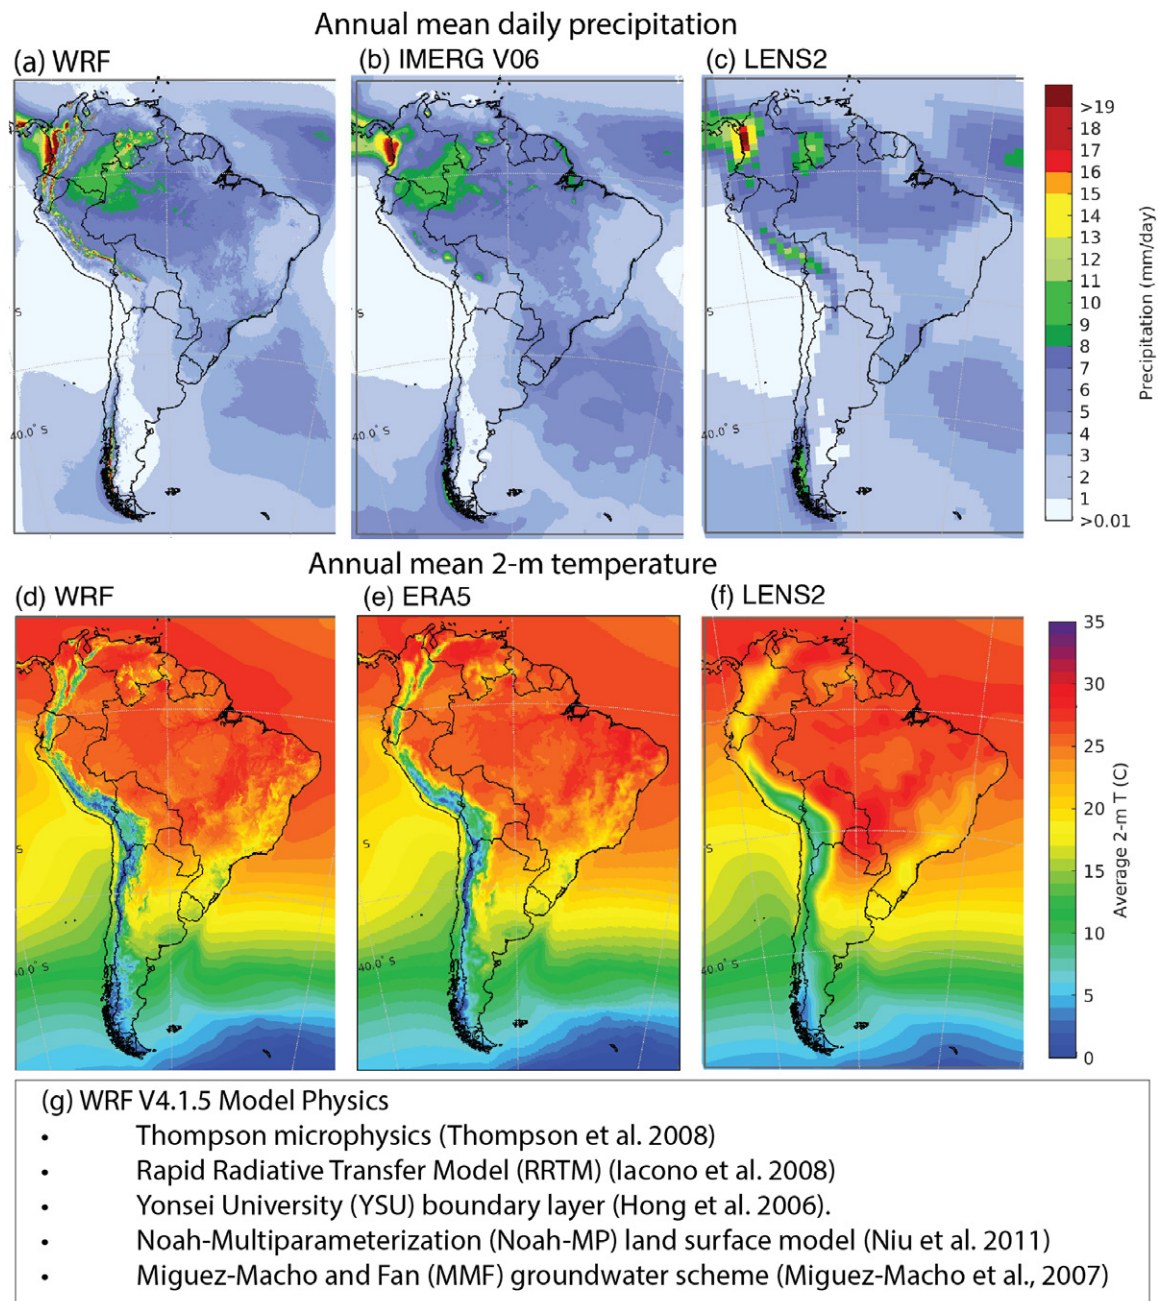 Annual mean daily precipitation
(a) WRF
(b) IMERG V06
(c) LENS2
S
40.0° S
S
40.0° S
S
40.0° S
>19
18
17
16
15
14
13
12
11
10
9
8
7
6
5
4
3
2
1
>0.01
Precipitation (mm/day)
Annual mean 2-m temperature
(d) WRF
(e) ERA5
(f) LENS2
S
40.0° S
S
40.0° S
S
40.0° S
35
30
25
20
15
10
5
0
Average 2-m T (C)
(g) WRF V4.1.5 Model Physics
• Thompson microphysics (Thompson et al. 2008)
• Rapid Radiative Transfer Model (RRTM) (Iacono et al. 2008)
• Yonsei University (YSU) boundary layer (Hong et al. 2006).
• Noah-Multiparameterization (Noah-MP) land surface model (Niu et al. 2011)
• Miguez-Macho and Fan (MMF) groundwater scheme (Miguez-Macho et al., 2007)